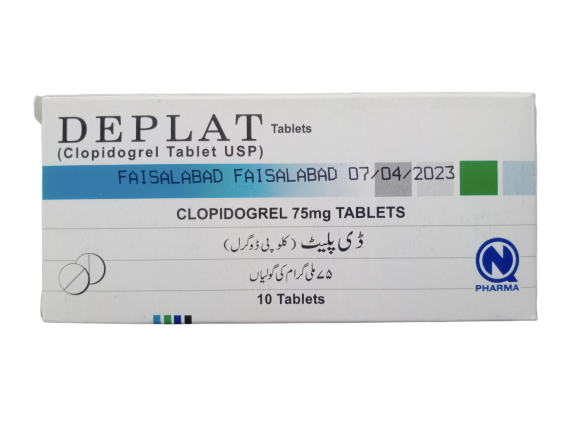 DEPLAT Tablets
(Clopidogrel Tablet USP)
FAISALABAD FAISALABAD 07/04/2023
CLOPIDOGREL 75mg TABLETS
ڈی پلیٹ (کلوپی ڈوگرل)
۷۵ ملی گرام کی گولیاں
10 Tablets
Q N
PHARMA